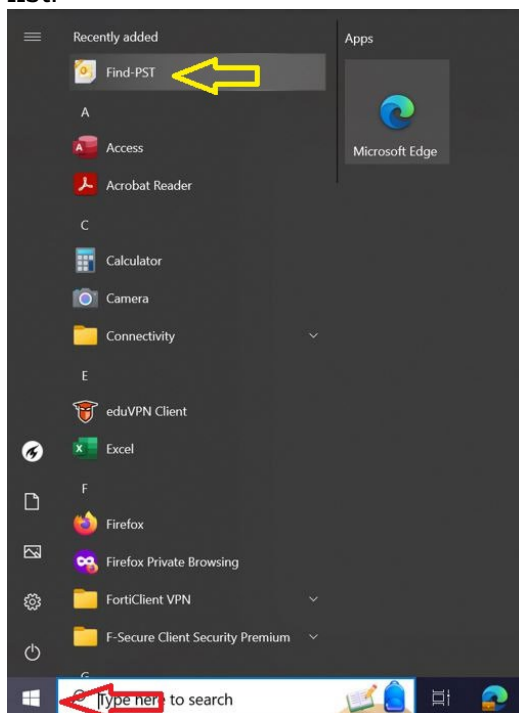 Recently added
Find-PST
A
Access
Acrobat Reader
C
Calculator
Camera
Connectivity
E
eduVPN Client
Excel
F
Firefox
Firefox Private Browsing
FortiClient VPN
F-Secure Client Security Premium
Apps
Microsoft Edge
Type here to search